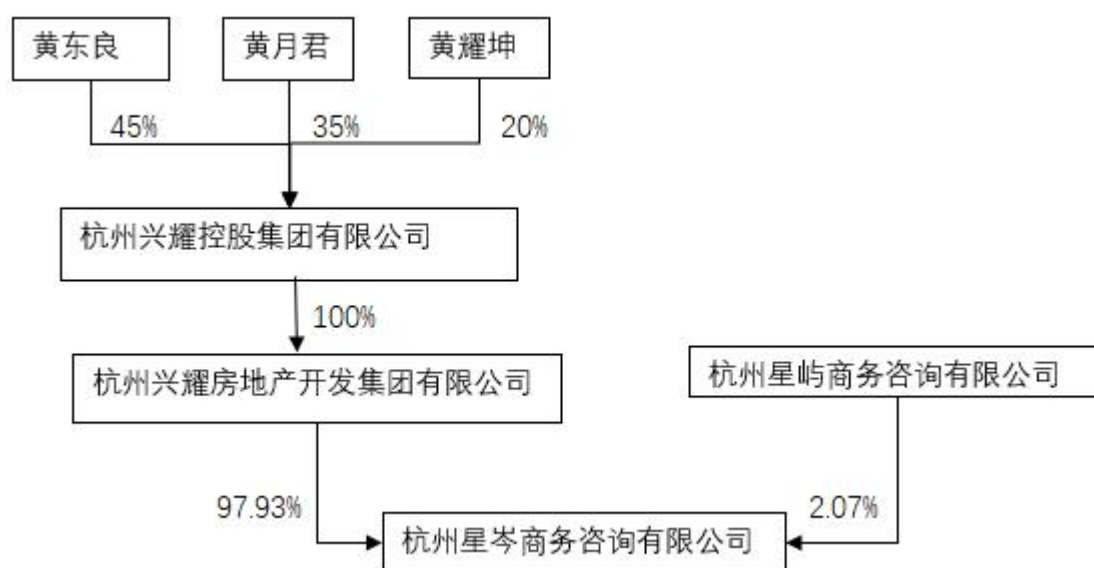 黄东良
黄月君
黄耀坤
45%
35%
20%
杭州兴耀控股集团有限公司
100%
杭州兴耀房地产开发集团有限公司
杭州星屿商务咨询有限公司
97.93%
2.07%
杭州星岑商务咨询有限公司